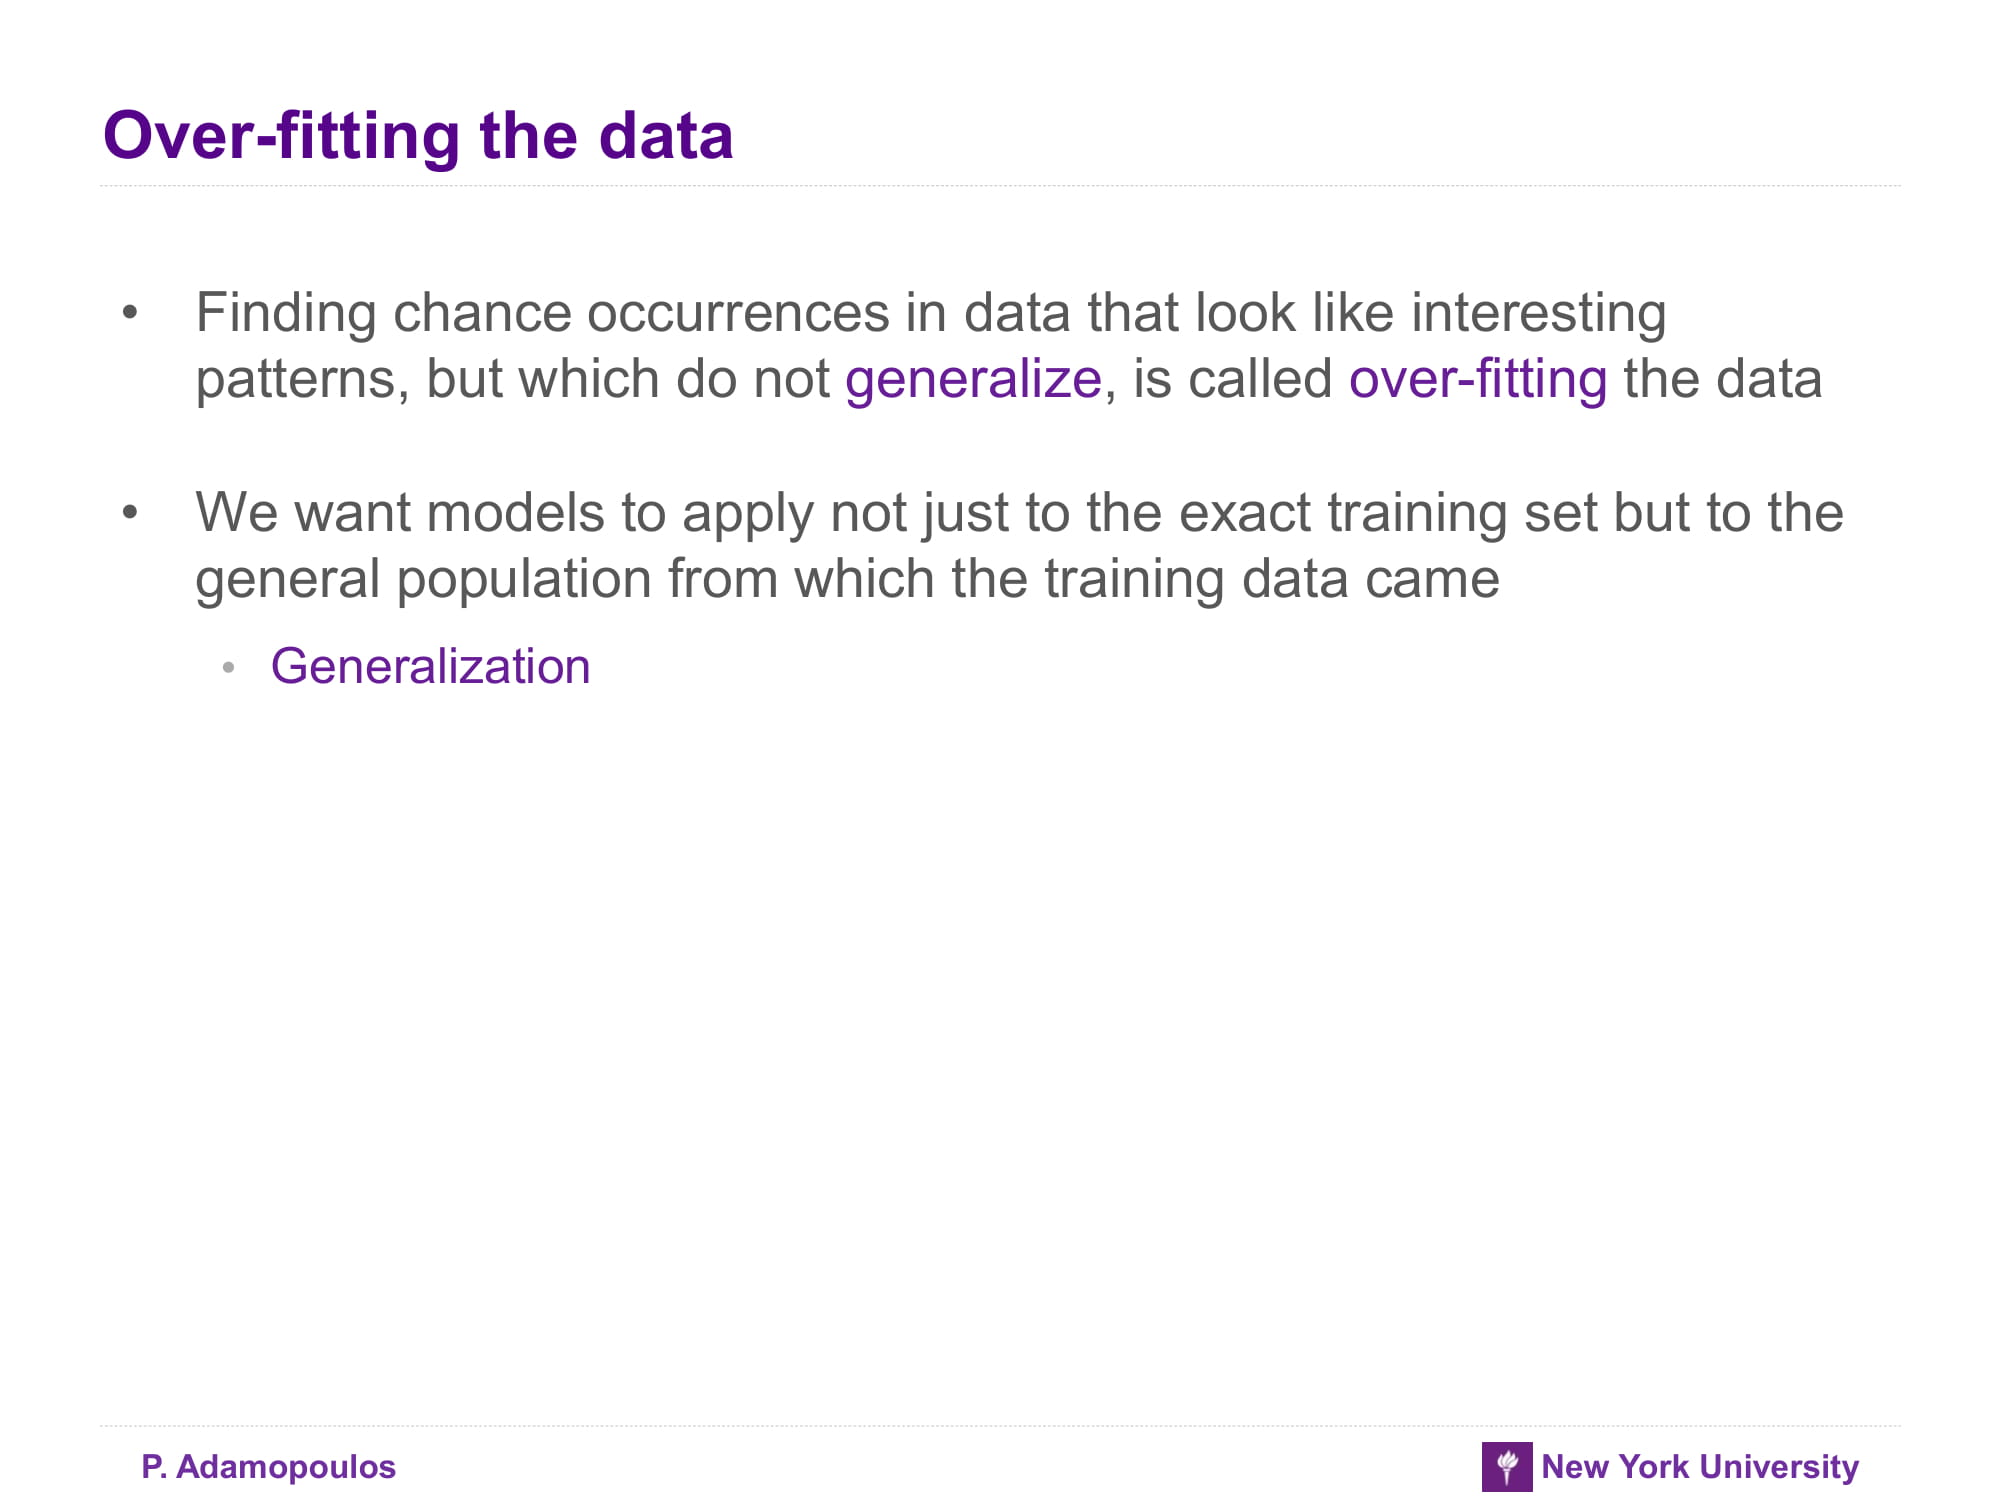 Over-fitting the data
• Finding chance occurrences in data that look like interesting
patterns, but which do not generalize, is called over-fitting the data
• We want models to apply not just to the exact training set but to the
general population from which the training data came
• Generalization
P. Adamopoulos
New York University